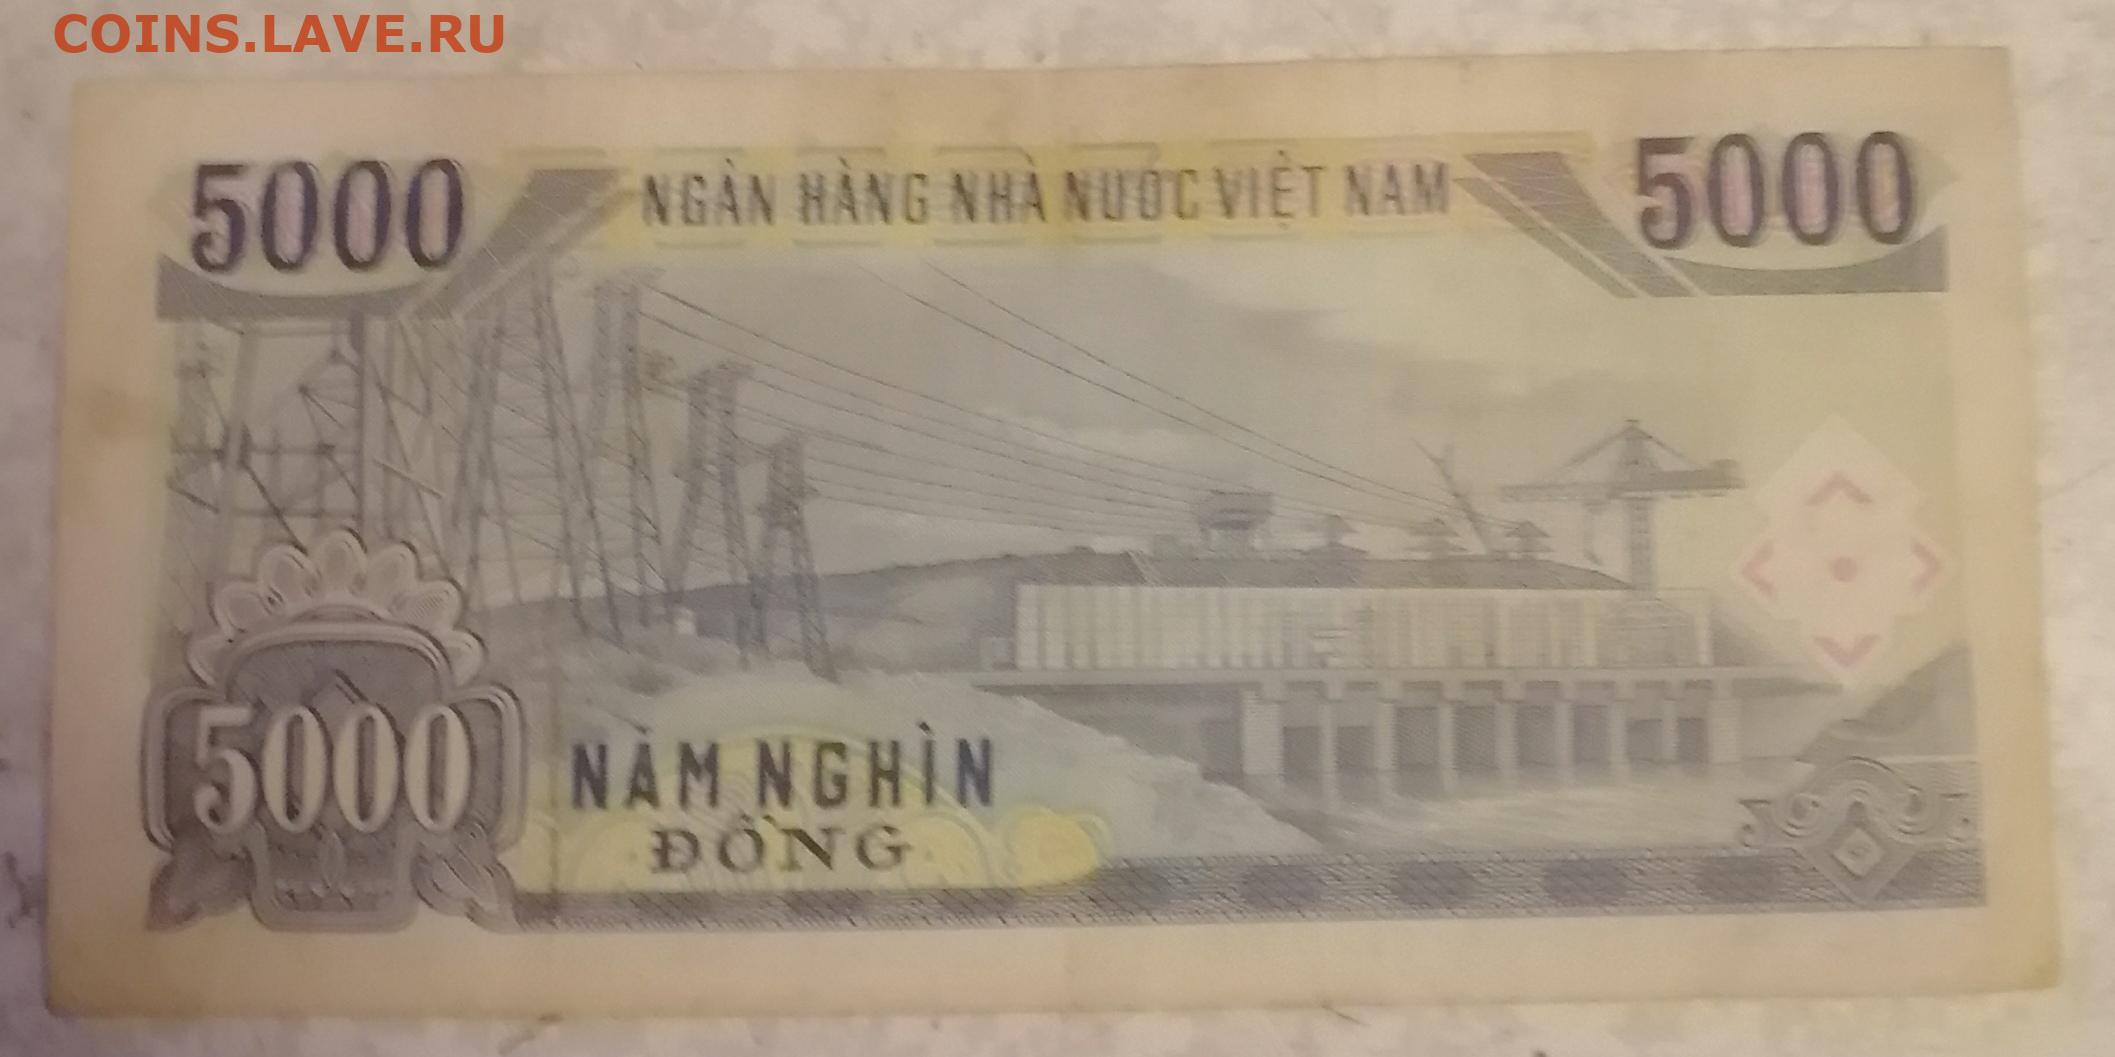 COINS.LAVE.RU
5000 NGÂN HÀNG NHÀ NƯỚC VIỆT NAM 5000
5000
NĂM NGHÌN
ĐỒNG